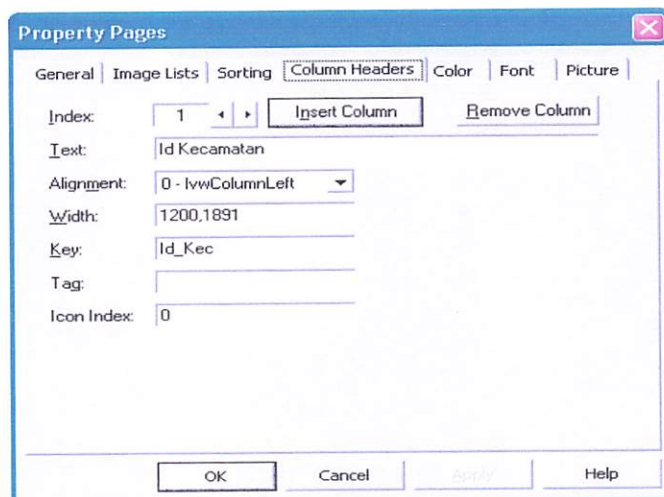 Property Pages
General Image Lists Sorting Column Headers Color Font Picture
Index: 1 Insert Column Remove Column
Text: Id Kecamatan
Alignment: 0 - lvwColumnLeft
Width: 1200,1891
Key: Id_Kec
Tag:
Icon Index: 0
OK Cancel Apply Help